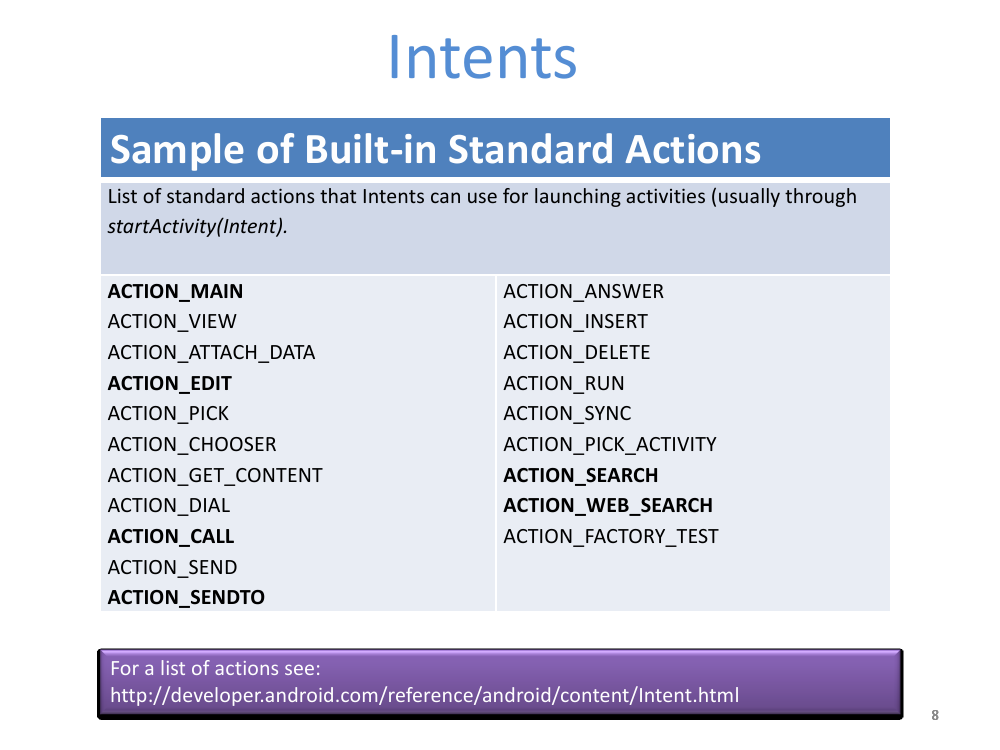 Intents
Sample of Built-in Standard Actions
List of standard actions that Intents can use for launching activities (usually through
startActivity(Intent).
ACTION_MAIN
ACTION_VIEW
ACTION_ATTACH_DATA
ACTION_EDIT
ACTION_PICK
ACTION_CHOOSER
ACTION_GET_CONTENT
ACTION_DIAL
ACTION_CALL
ACTION_SEND
ACTION_SENDTO
ACTION_ANSWER
ACTION_INSERT
ACTION_DELETE
ACTION_RUN
ACTION_SYNC
ACTION_PICK_ACTIVITY
ACTION_SEARCH
ACTION_WEB_SEARCH
ACTION_FACTORY_TEST
For a list of actions see:
http://developer.android.com/reference/android/content/Intent.html
8